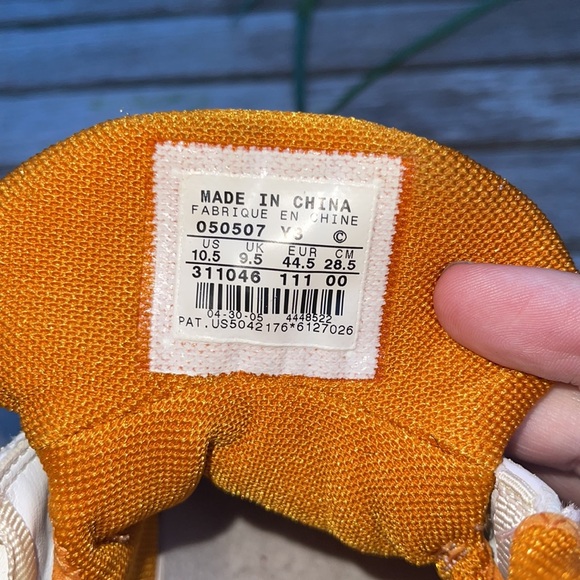 MADE IN CHINA
FABRIQUE EN CHINE
050507 Y3 ©
US UK EUR CM
10.5 9.5 44.5 28.5
311046 111 00
04-30-05 4448522
PAT.US5042176*6127026